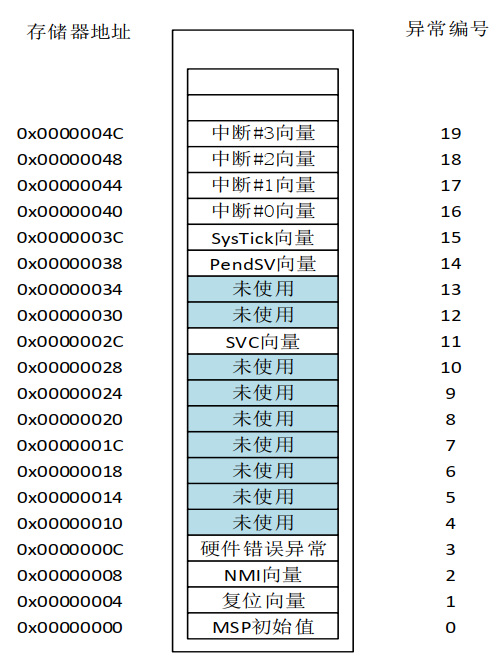 存储器地址 异常编号
0x0000004C 中断#3向量 19
0x00000048 中断#2向量 18
0x00000044 中断#1向量 17
0x00000040 中断#0向量 16
0x0000003C SysTick向量 15
0x00000038 PendSV向量 14
0x00000034 未使用 13
0x00000030 未使用 12
0x0000002C SVC向量 11
0x00000028 未使用 10
0x00000024 未使用 9
0x00000020 未使用 8
0x0000001C 未使用 7
0x00000018 未使用 6
0x00000014 未使用 5
0x00000010 未使用 4
0x0000000C 硬件错误异常 3
0x00000008 NMI向量 2
0x00000004 复位向量 1
0x00000000 MSP初始值 0